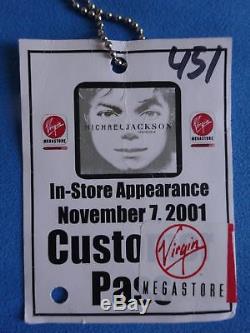 451
MICHAEL JACKSON
Virgin
MEGASTORE
Virgin
MEGASTORE
In-Store Appearance
November 7, 2001
Custo
Virgin
Pas
MEGASTORE